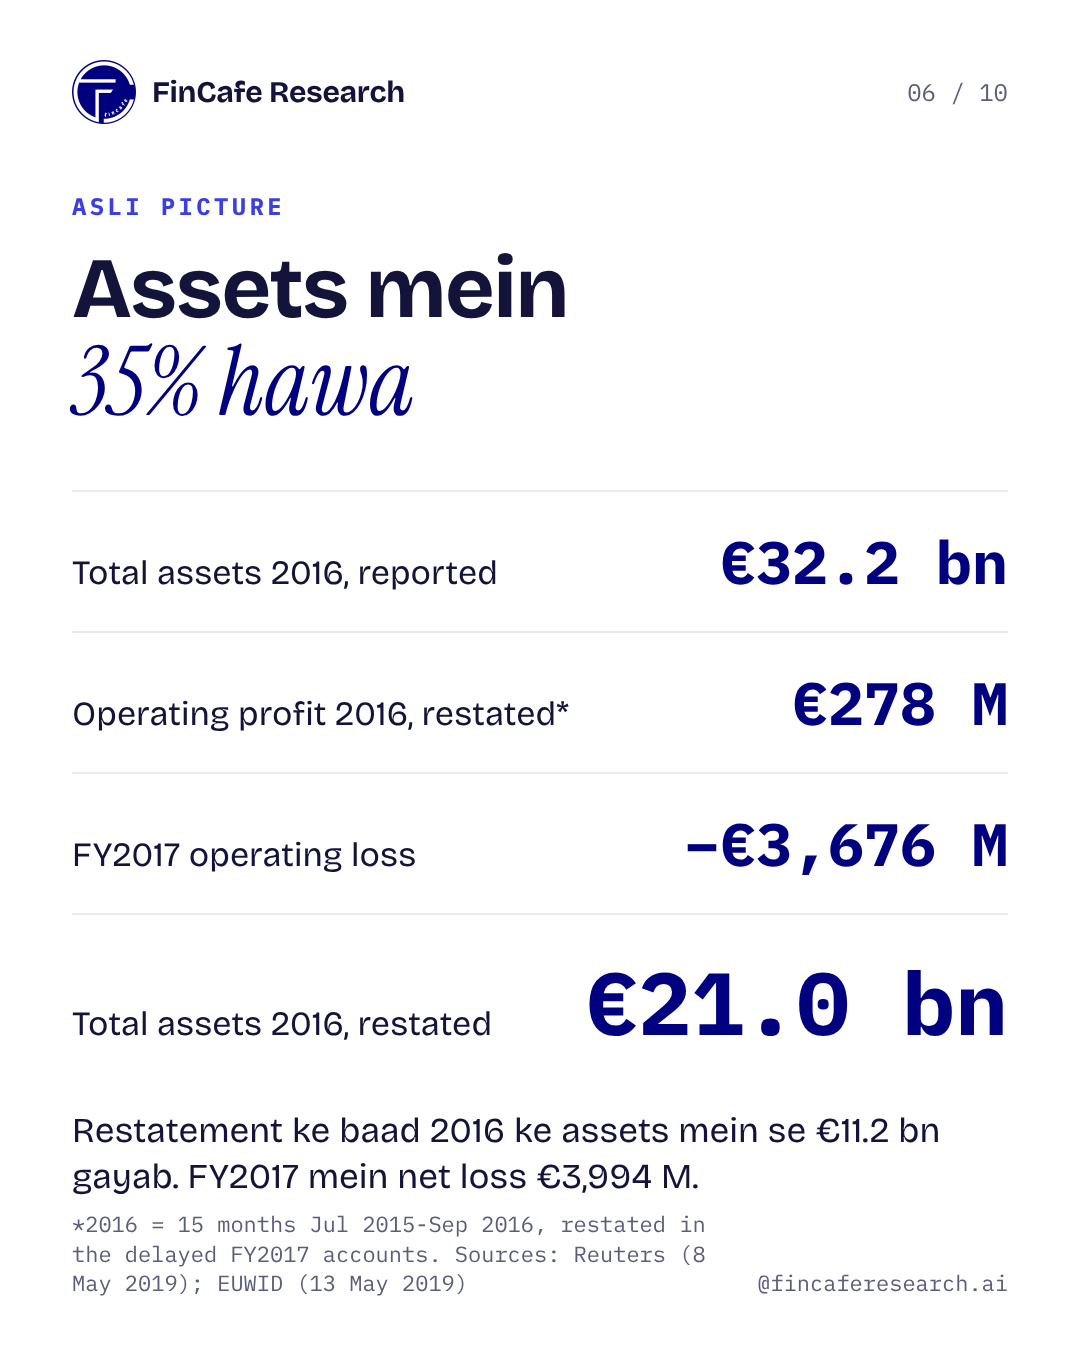 FinCafe Research
06 / 10
fincafe
ASLI PICTURE
Assets mein
35% hawa
Total assets 2016, reported
€32.2 bn
Operating profit 2016, restated*
€278 M
FY2017 operating loss
−€3,676 M
Total assets 2016, restated
€21.0 bn
Restatement ke baad 2016 ke assets mein se €11.2 bn
gayab. FY2017 mein net loss €3,994 M.
*2016 = 15 months Jul 2015-Sep 2016, restated in
the delayed FY2017 accounts. Sources: Reuters (8
May 2019); EUWID (13 May 2019)
@fincaferesearch.ai